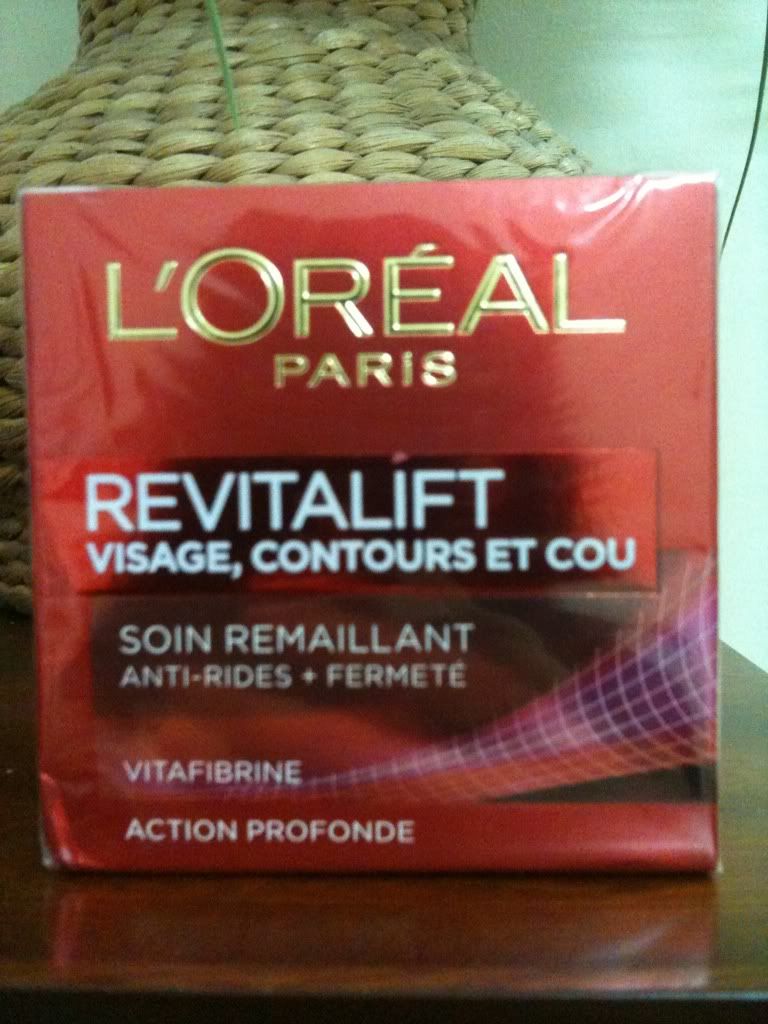 L'ORÉAL
PARIS
REVITALIFT
VISAGE, CONTOURS ET COU
SOIN REMAILLANT
ANTI-RIDES + FERMETÉ
VITAFIBRINE
ACTION PROFONDE